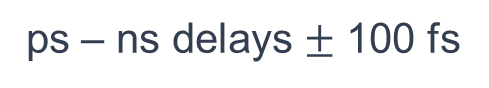 ps – ns delays ± 100 fs